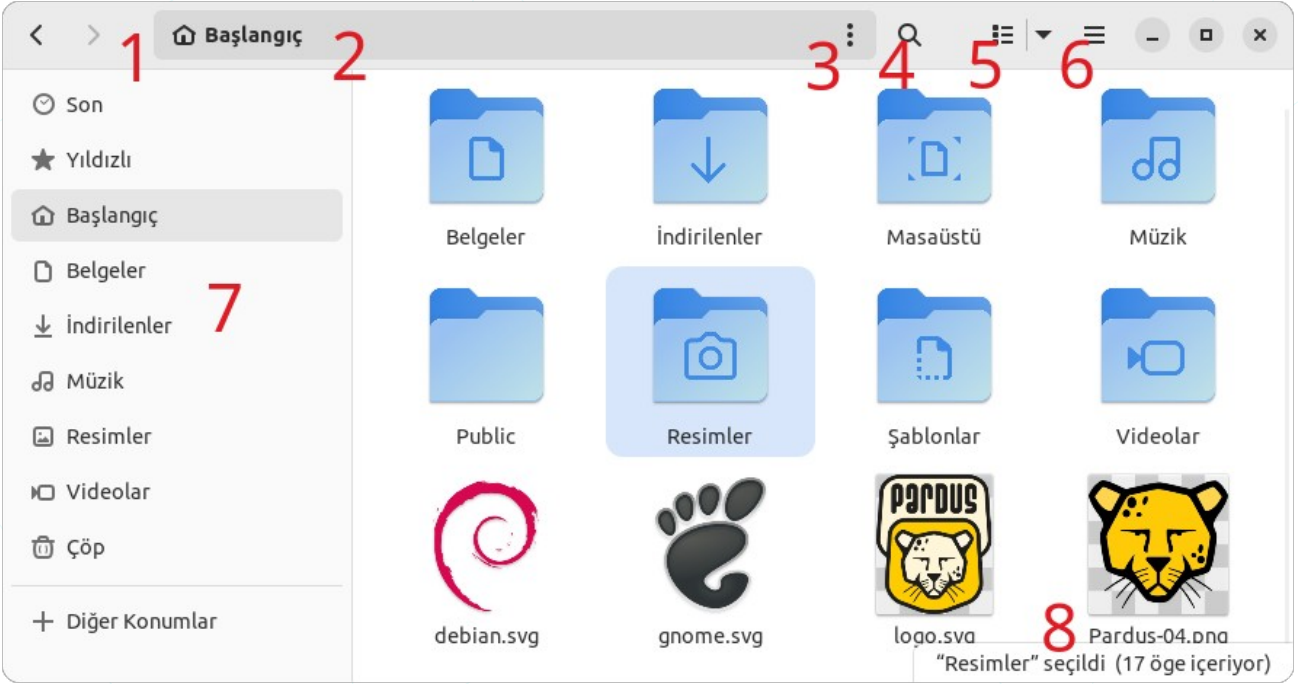 1
Başlangıç
2
3
4
5
6
Son
Yıldızlı
Başlangıç
Belgeler
7
İndirilenler
Müzik
Resimler
Videolar
Çöp
Diğer Konumlar
Belgeler
İndirilenler
Masaüstü
Müzik
Public
Resimler
Şablonlar
Videolar
PARDUS
debian.svg
gnome.svg
logo.svg
8
Pardus-04.png
“Resimler” seçildi (17 öge içeriyor)